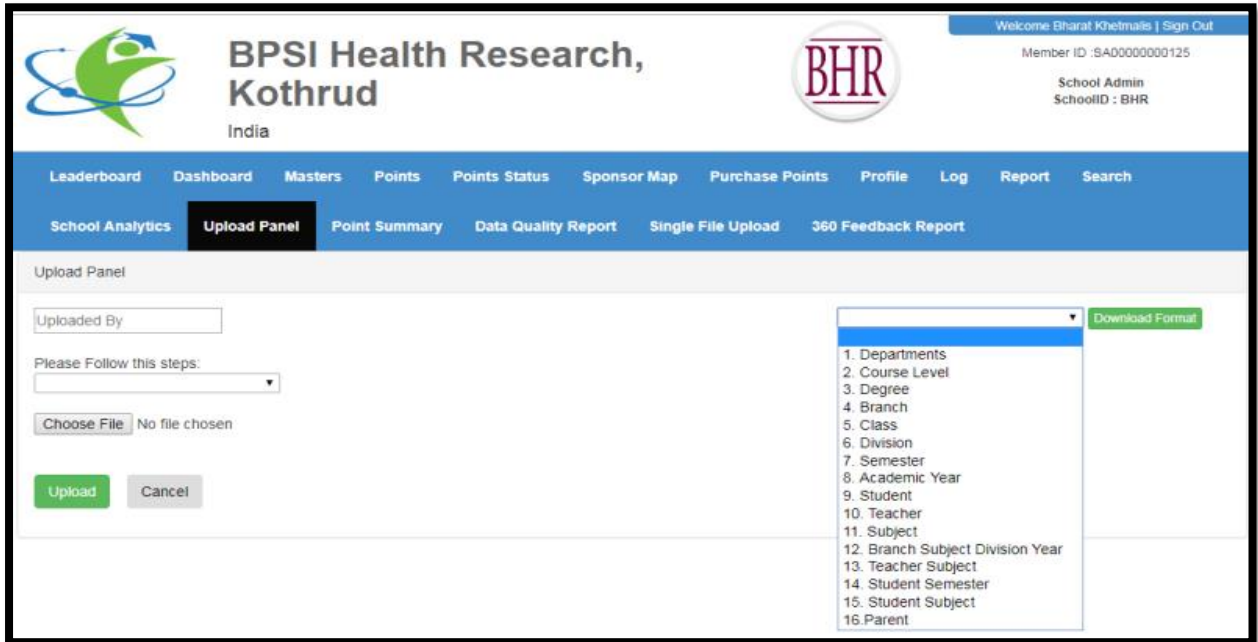 Welcome Bharat Khetmalis | Sign Out
BPSI Health Research,
Kothrud
India
BHR
Member ID :SA00000000125
School Admin
SchoolID : BHR
Leaderboard Dashboard Masters Points Points Status Sponsor Map Purchase Points Profile Log Report Search
School Analytics Upload Panel Point Summary Data Quality Report Single File Upload 360 Feedback Report
Upload Panel
Uploaded By
Download Format
Please Follow this steps:
Choose File No file chosen
Upload Cancel
1. Departments
2. Course Level
3. Degree
4. Branch
5. Class
6. Division
7. Semester
8. Academic Year
9. Student
10. Teacher
11. Subject
12. Branch Subject Division Year
13. Teacher Subject
14. Student Semester
15. Student Subject
16.Parent